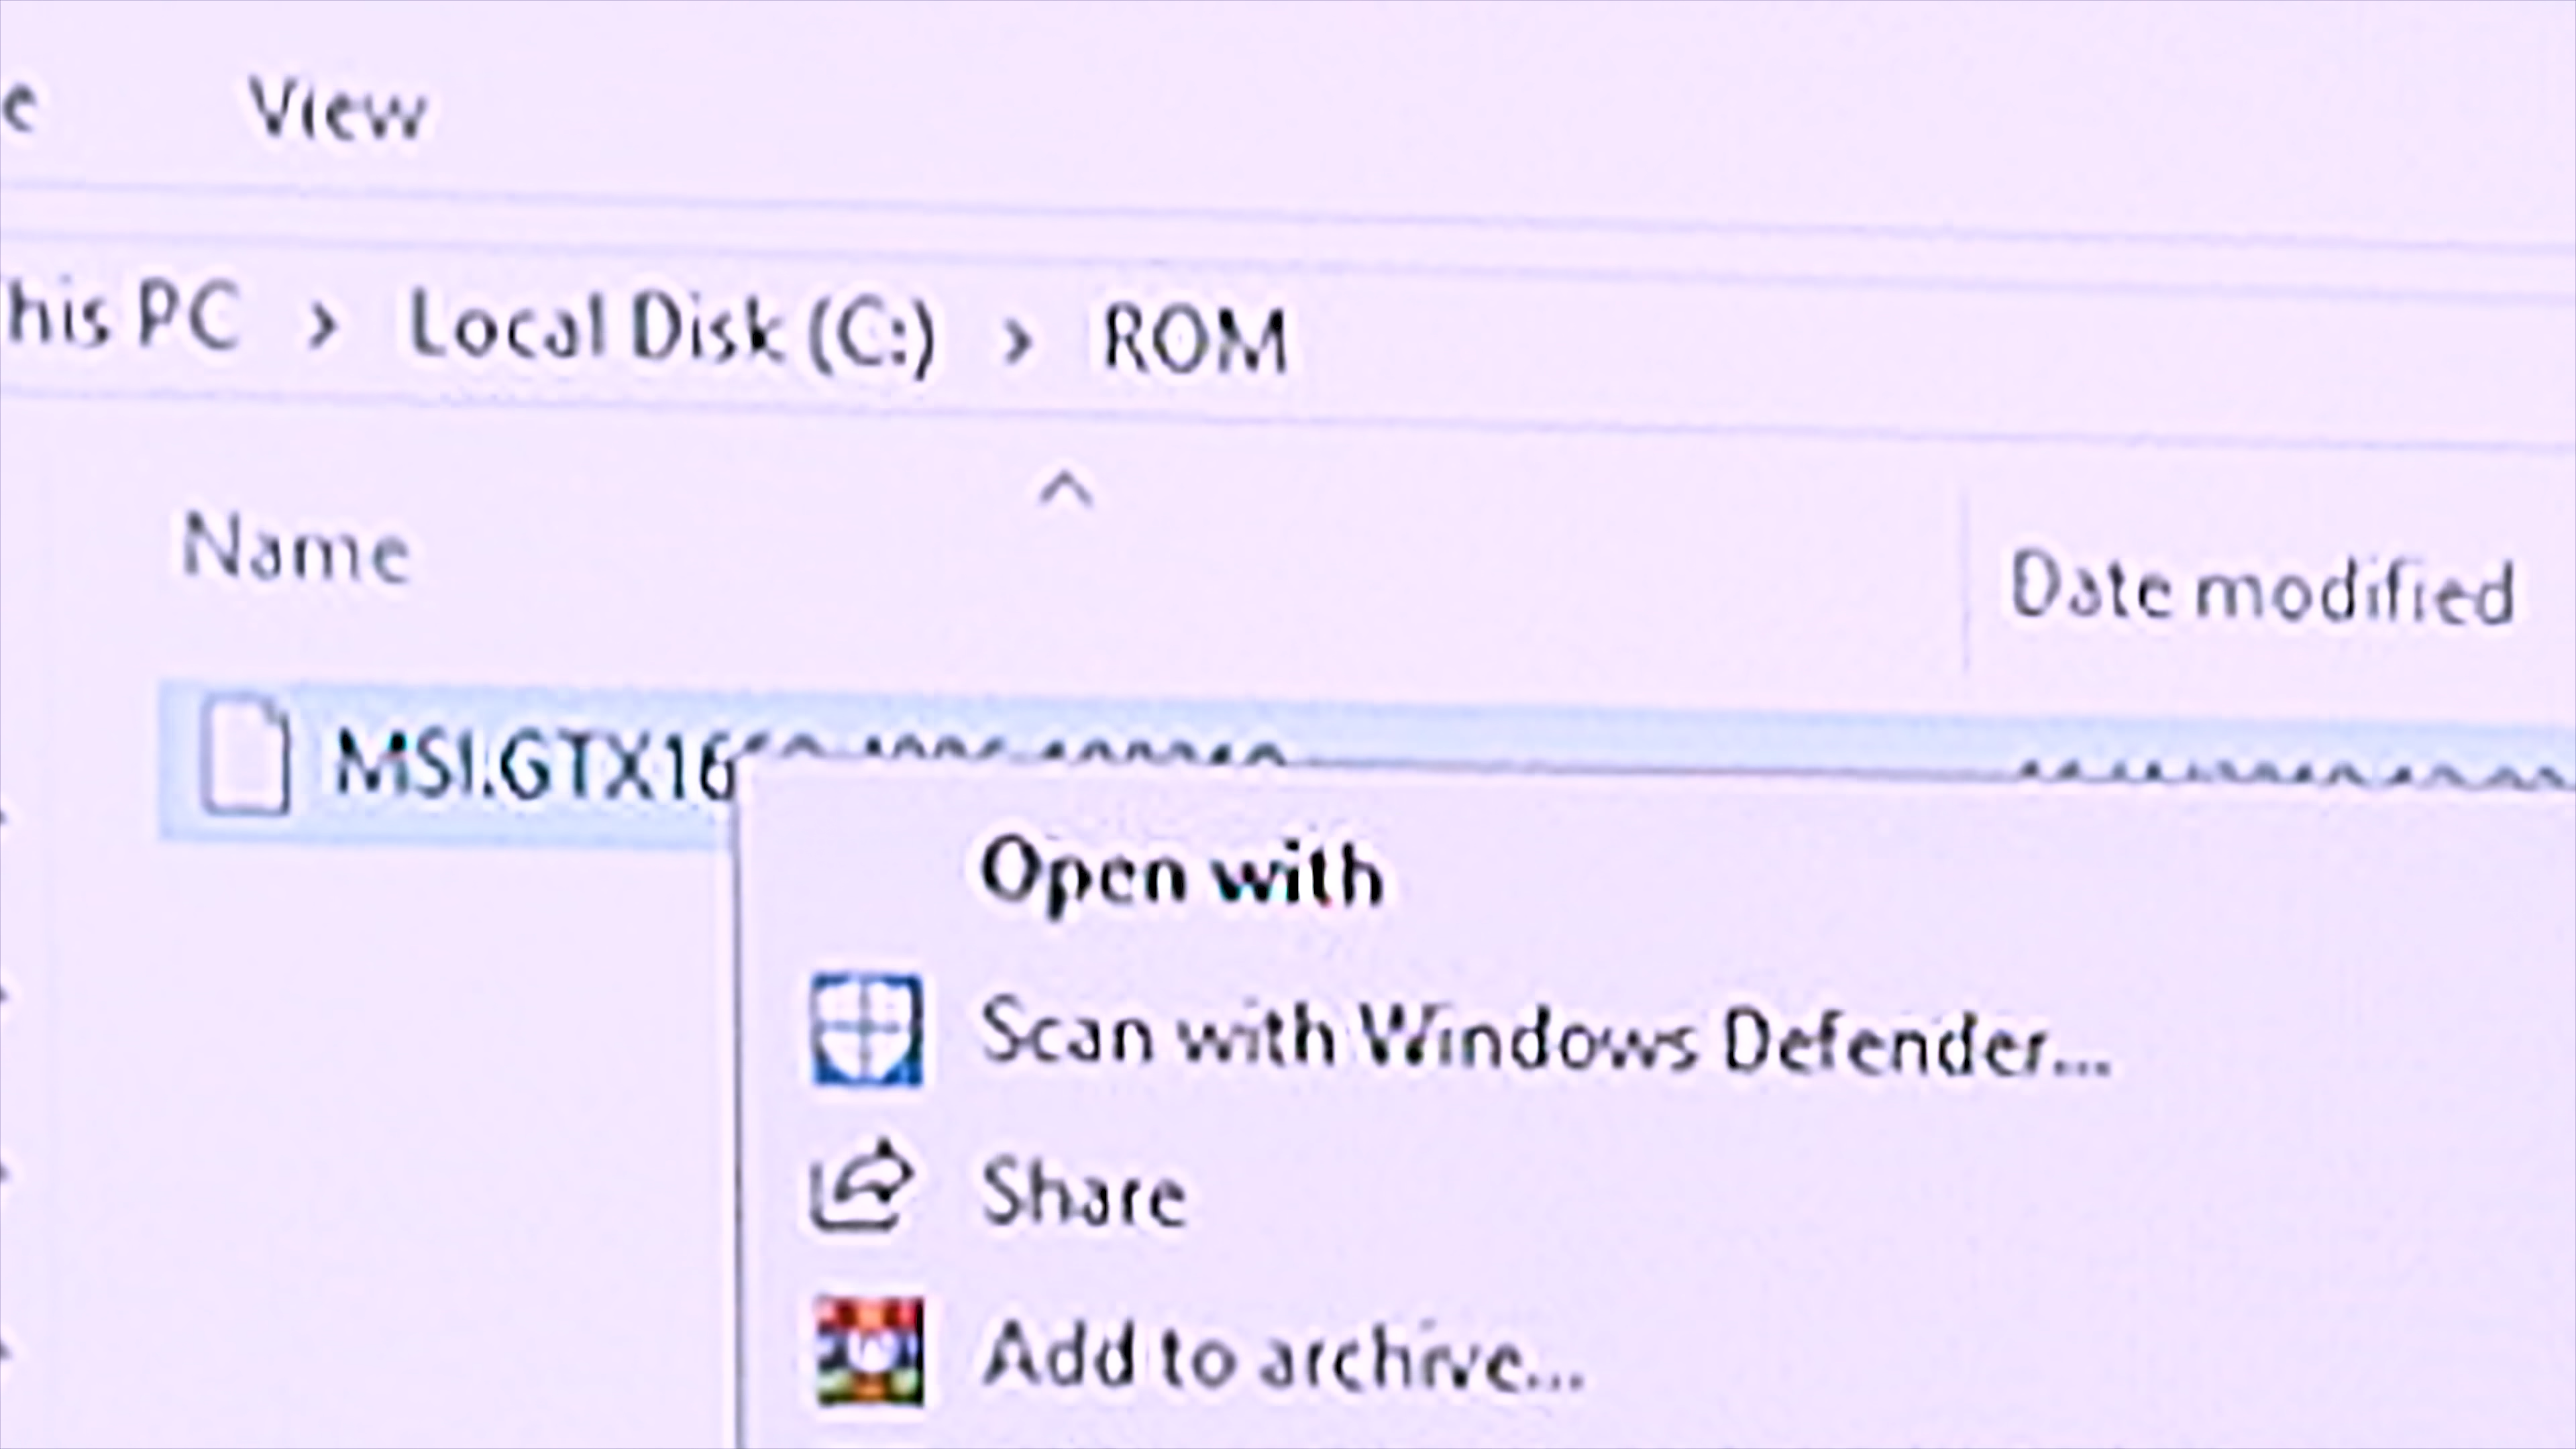 View
his PC > Local Disk (C:) > ROM
Name
Date modified
MSI.GTX16
Open with
Scan with Windows Defender...
Share
Add to archive...